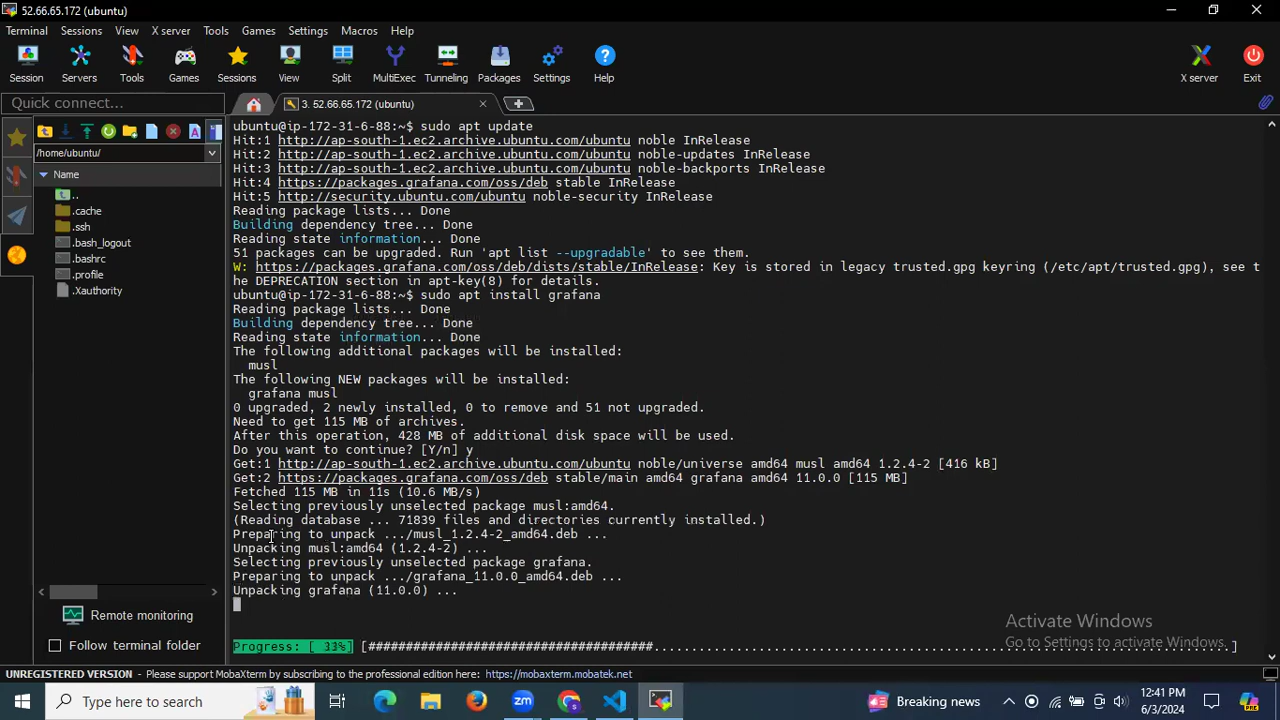 52.66.65.172 (ubuntu)
Terminal Sessions View X server Tools Games Settings Macros Help
Session Servers Tools Games Sessions View Split MultiExec Tunneling Packages Settings Help X server Exit
Quick connect...
3. 52.66.65.172 (ubuntu)
/home/ubuntu/
Name
..
.cache
.ssh
.bash_logout
.bashrc
.profile
.Xauthority
Remote monitoring
Follow terminal folder
ubuntu@ip-172-31-6-88:~$ sudo apt update
Hit:1 http://ap-south-1.ec2.archive.ubuntu.com/ubuntu noble InRelease
Hit:2 http://ap-south-1.ec2.archive.ubuntu.com/ubuntu noble-updates InRelease
Hit:3 http://ap-south-1.ec2.archive.ubuntu.com/ubuntu noble-backports InRelease
Hit:4 https://packages.grafana.com/oss/deb stable InRelease
Hit:5 http://security.ubuntu.com/ubuntu noble-security InRelease
Reading package lists... Done
Building dependency tree... Done
Reading state information... Done
51 packages can be upgraded. Run 'apt list --upgradable' to see them.
W: https://packages.grafana.com/oss/deb/dists/stable/InRelease: Key is stored in legacy trusted.gpg keyring (/etc/apt/trusted.gpg), see t
he DEPRECATION section in apt-key(8) for details.
ubuntu@ip-172-31-6-88:~$ sudo apt install grafana
Reading package lists... Done
Building dependency tree... Done
Reading state information... Done
The following additional packages will be installed:
musl
The following NEW packages will be installed:
grafana musl
0 upgraded, 2 newly installed, 0 to remove and 51 not upgraded.
Need to get 115 MB of archives.
After this operation, 428 MB of additional disk space will be used.
Do you want to continue? [Y/n] y
Get:1 http://ap-south-1.ec2.archive.ubuntu.com/ubuntu noble/universe amd64 musl amd64 1.2.4-2 [416 kB]
Get:2 https://packages.grafana.com/oss/deb stable/main amd64 grafana amd64 11.0.0 [115 MB]
Fetched 115 MB in 11s (10.6 MB/s)
Selecting previously unselected package musl:amd64.
(Reading database ... 71839 files and directories currently installed.)
Preparing to unpack .../musl_1.2.4-2_amd64.deb ...
Unpacking musl:amd64 (1.2.4-2) ...
Selecting previously unselected package grafana.
Preparing to unpack .../grafana_11.0.0_amd64.deb ...
Unpacking grafana (11.0.0) ...
Progress: [ 33%] [######################################..............................................................................]
Activate Windows
Go to Settings to activate Windows.
UNREGISTERED VERSION - Please support MobaXterm by subscribing to the professional edition here: https://mobaxterm.mobatek.net
Type here to search
Breaking news
12:41 PM
6/3/2024